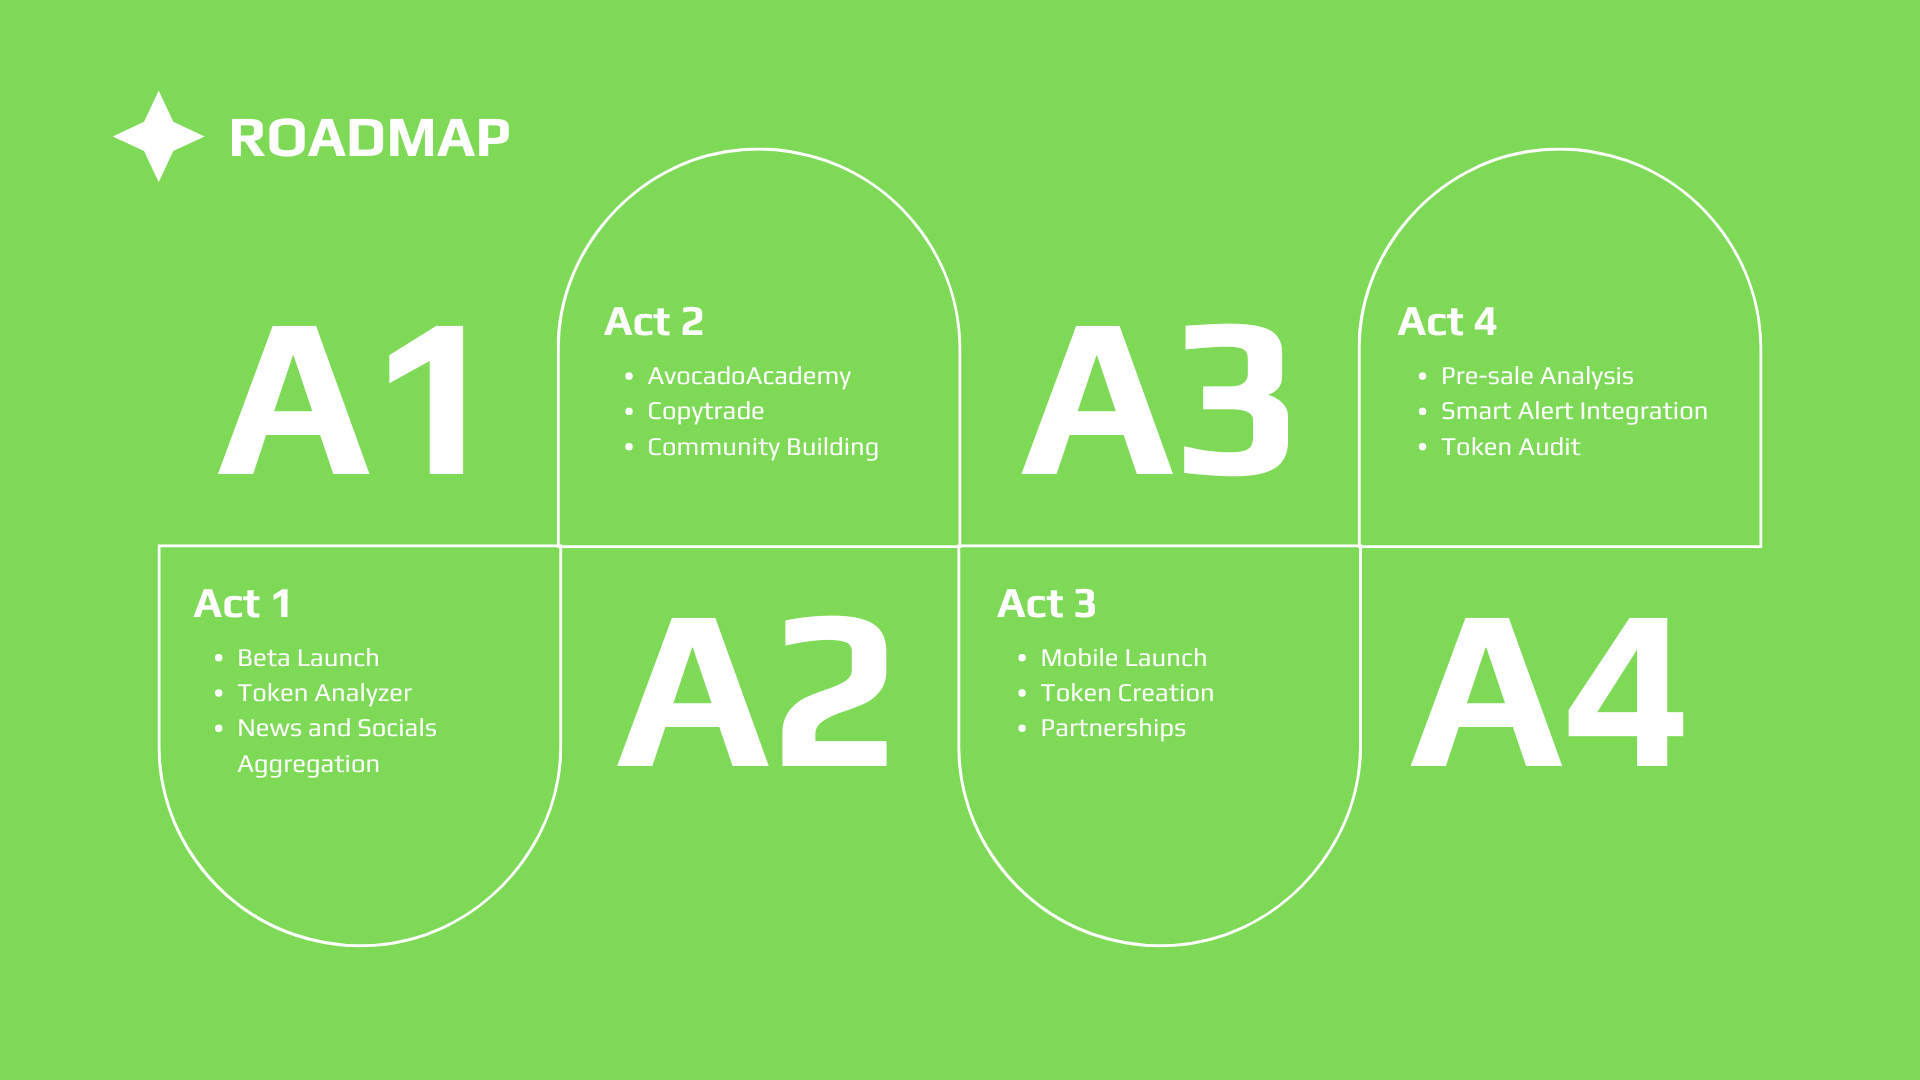 ROADMAP
A1
Act 1
• Beta Launch
• Token Analyzer
• News and Socials
Aggregation
Act 2
• AvocadoAcademy
• Copytrade
• Community Building
A2
A3
Act 3
• Mobile Launch
• Token Creation
• Partnerships
Act 4
• Pre-sale Analysis
• Smart Alert Integration
• Token Audit
A4